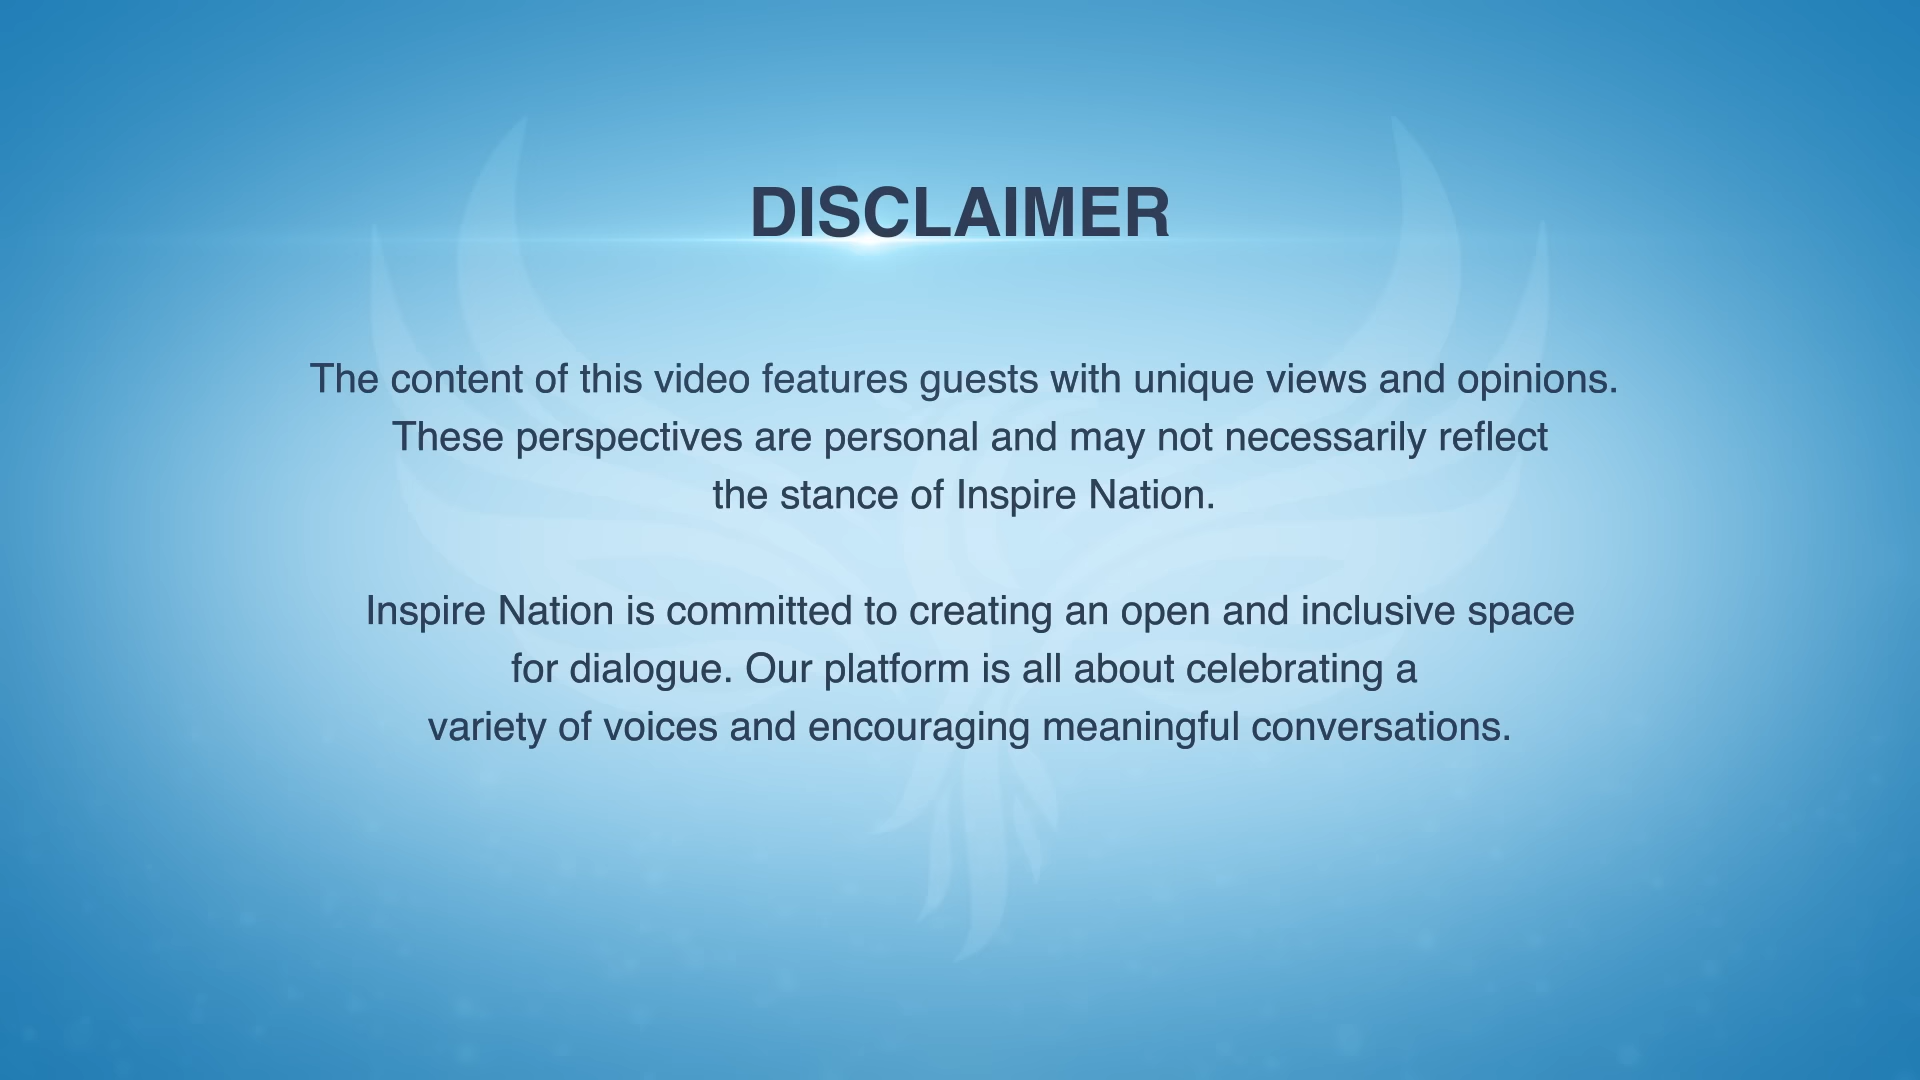 DISCLAIMER
The content of this video features guests with unique views and opinions.
These perspectives are personal and may not necessarily reflect
the stance of Inspire Nation.
Inspire Nation is committed to creating an open and inclusive space
for dialogue. Our platform is all about celebrating a
variety of voices and encouraging meaningful conversations.